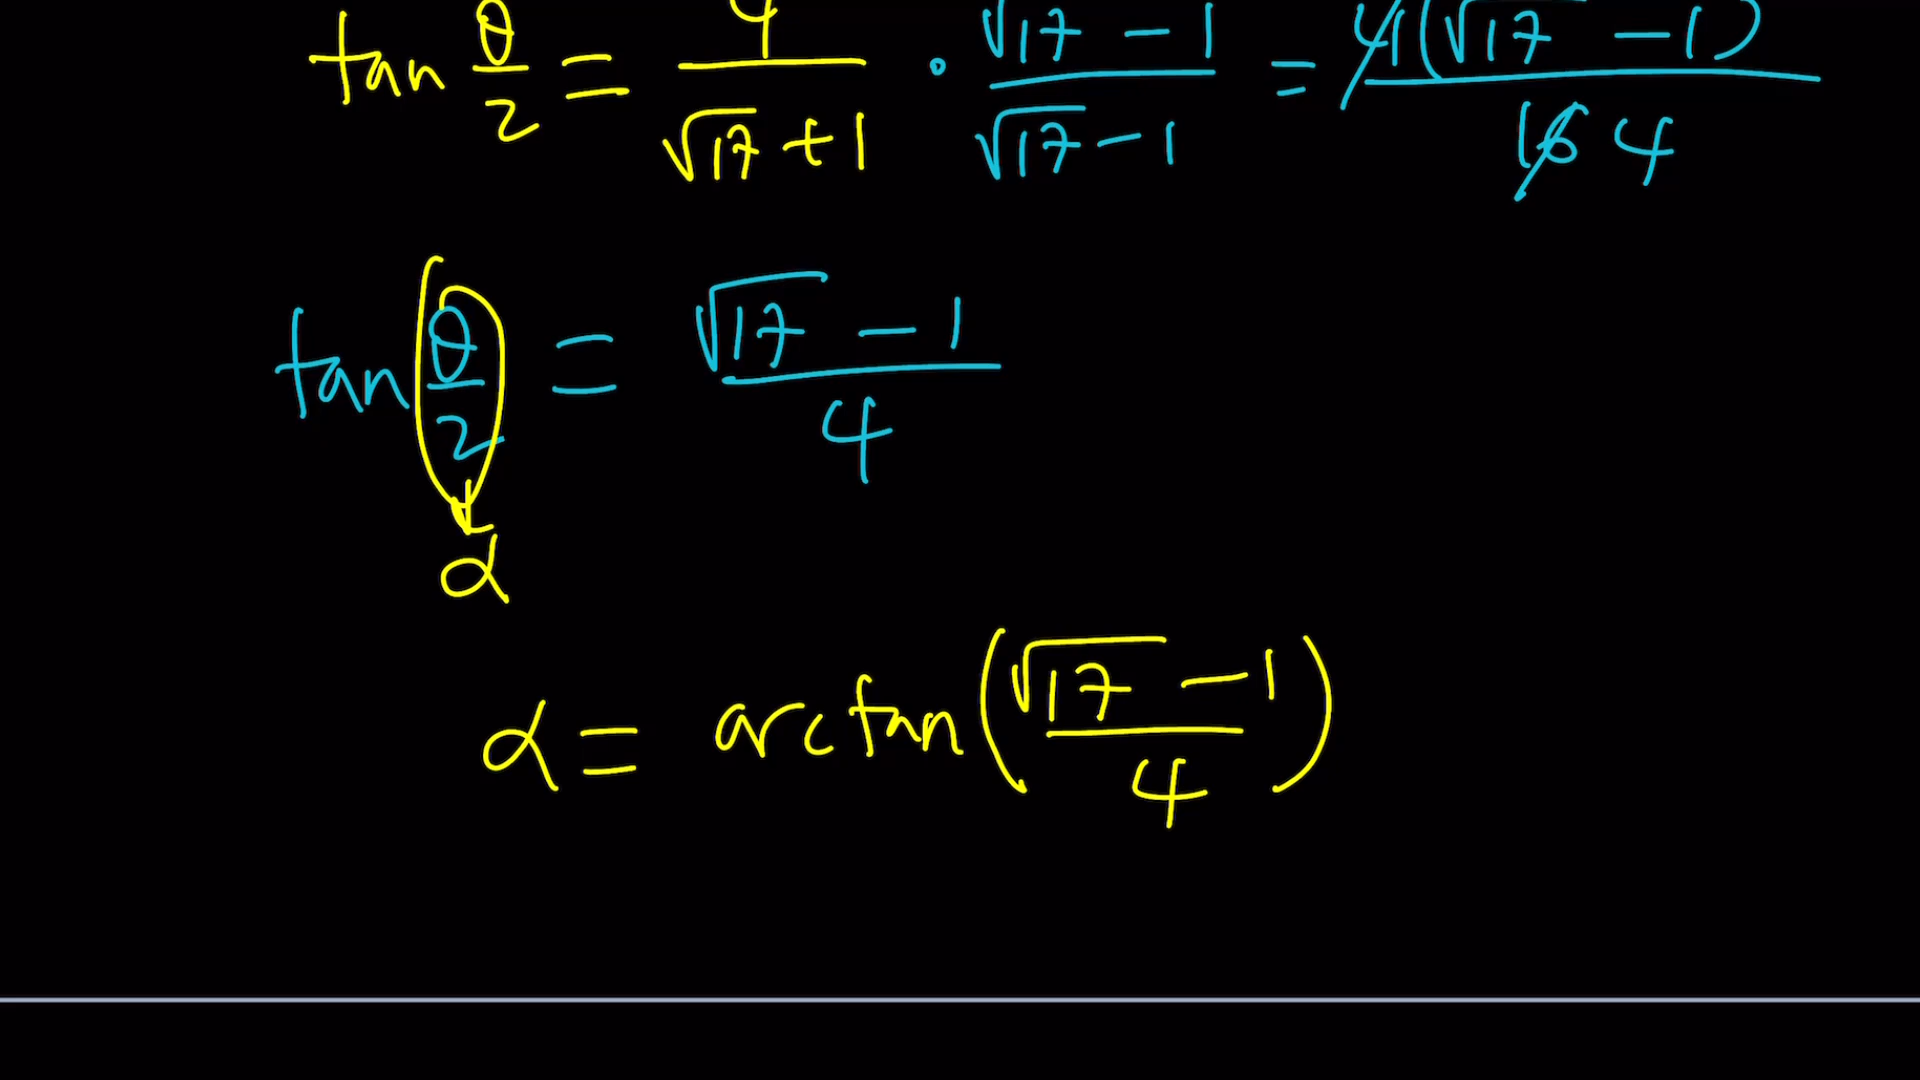 tan θ/2 = 4/(√17 + 1) · (√17 − 1)/(√17 − 1) = 4(√17 − 1)/16 4
tan θ/2 = (√17 − 1)/4
α
α = arctan((√17 − 1)/4)